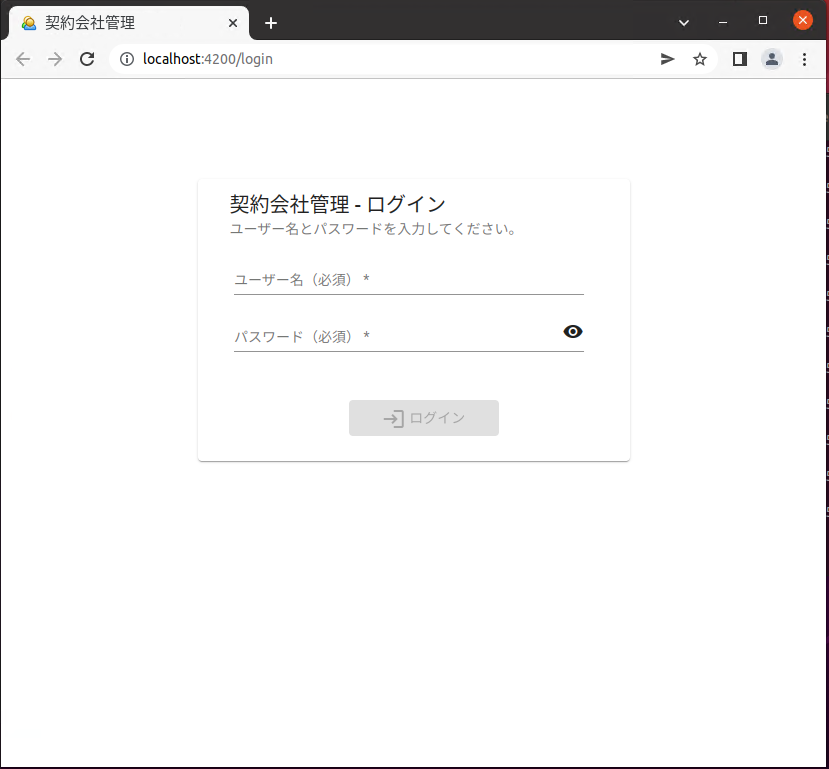 契約会社管理
localhost:4200/login
契約会社管理 - ログイン
ユーザー名とパスワードを入力してください。
ユーザー名（必須） *
パスワード（必須） *
ログイン